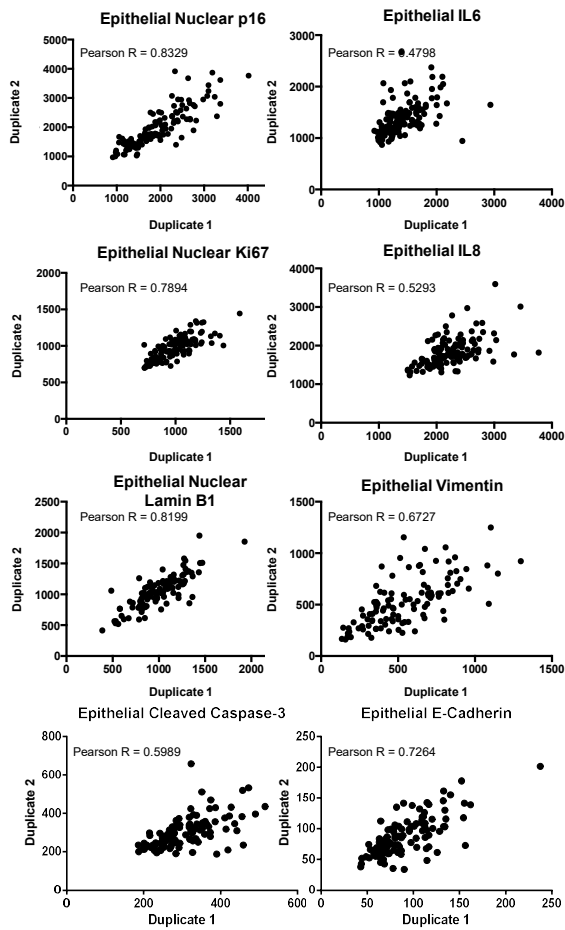 Epithelial Nuclear p16
5000
4000
3000
2000
1000
0
Duplicate 2
Pearson R = 0.8329
0 1000 2000 3000 4000
Duplicate 1
Epithelial IL6
3000
2000
1000
0
Duplicate 2
Pearson R = 0.4798
0 1000 2000 3000 4000
Duplicate 1
Epithelial Nuclear Ki67
2000
1500
1000
500
0
Duplicate 2
Pearson R = 0.7894
0 500 1000 1500
Duplicate 1
Epithelial IL8
4000
3000
2000
1000
0
Duplicate 2
Pearson R = 0.5293
0 1000 2000 3000 4000
Duplicate 1
Epithelial Nuclear
Lamin B1
2500
2000
1500
1000
500
0
Duplicate 2
Pearson R = 0.8199
0 500 1000 1500 2000
Duplicate 1
Epithelial Vimentin
1500
1000
500
0
Duplicate 2
Pearson R = 0.6727
0 500 1000 1500
Duplicate 1
Epithelial Cleaved Caspase-3
800
600
400
200
0
Duplicate 2
Pearson R = 0.5989
0 200 400 600
Duplicate 1
Epithelial E-Cadherin
250
200
150
100
50
0
Duplicate 2
Pearson R = 0.7264
0 50 100 150 200 250
Duplicate 1